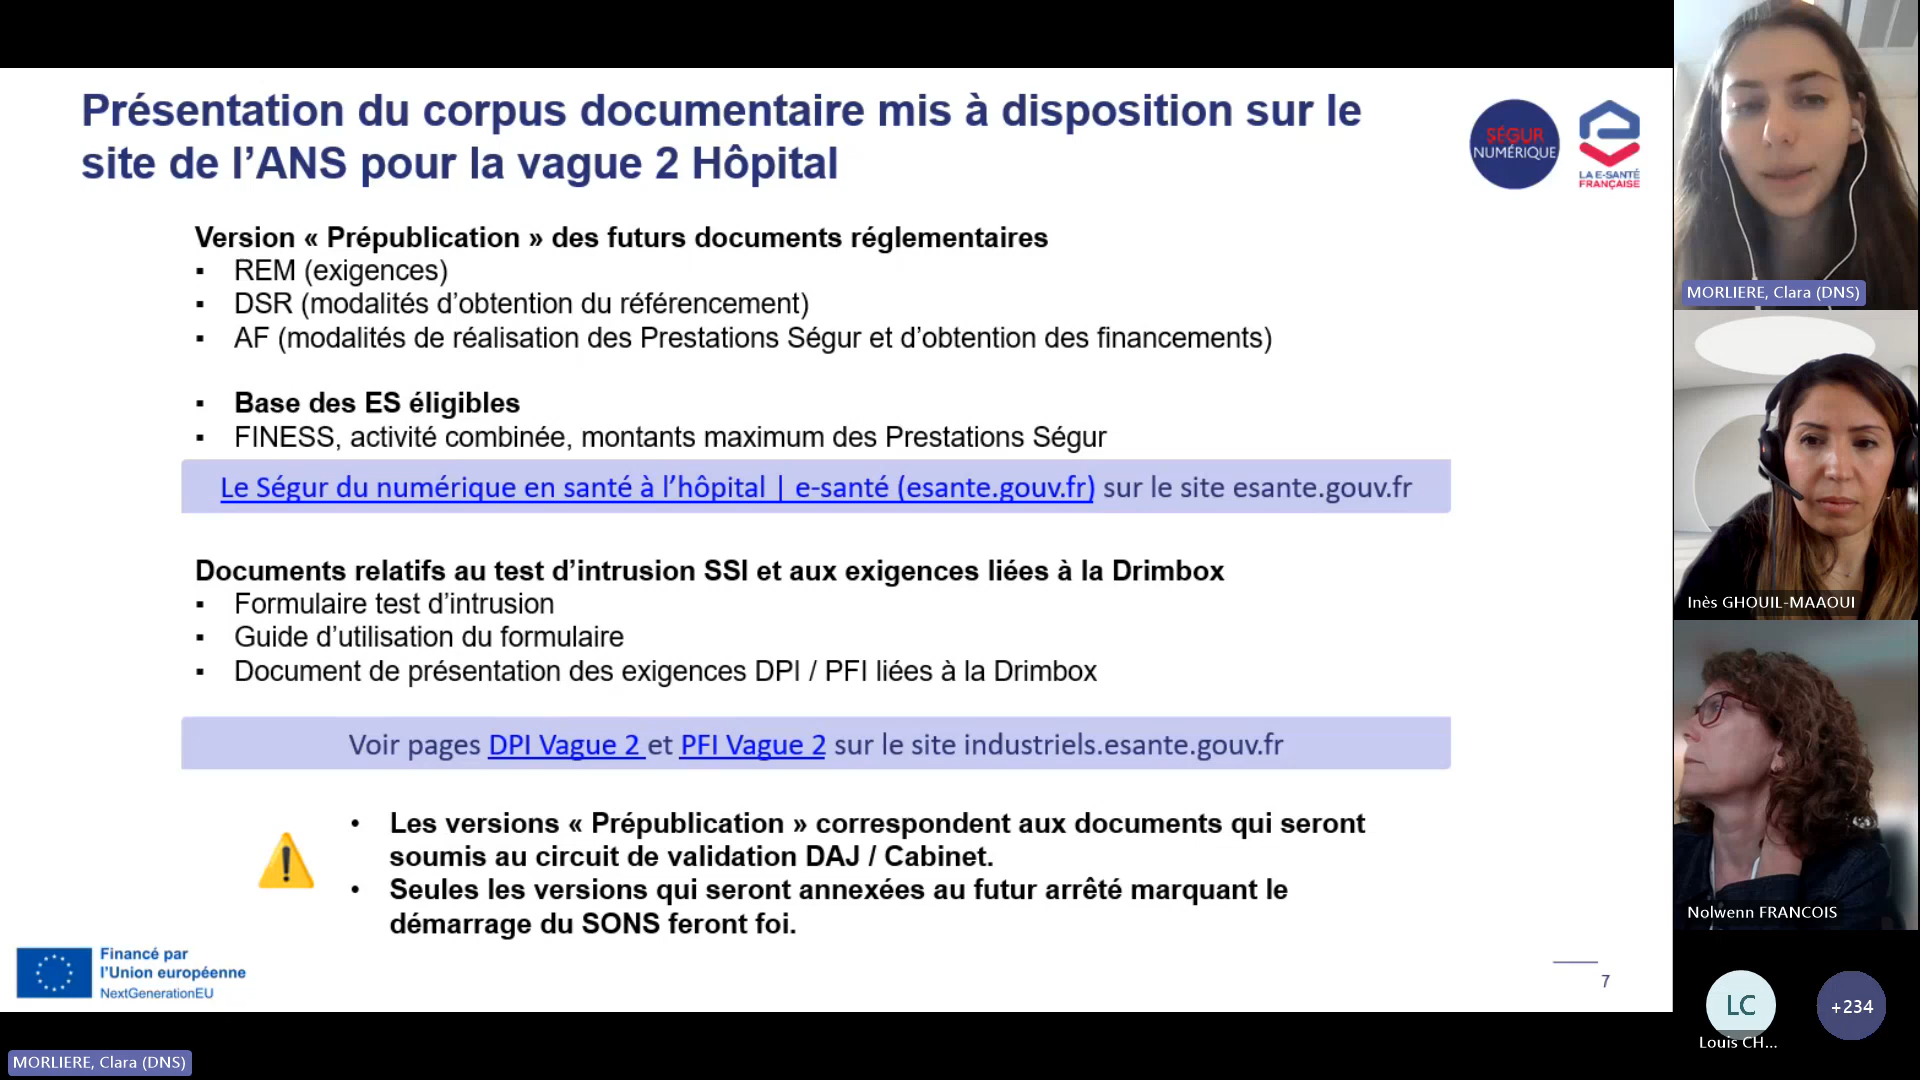 Présentation du corpus documentaire mis à disposition sur le
site de l’ANS pour la vague 2 Hôpital
SÉGUR
NUMÉRIQUE
LA E-SANTÉ
FRANÇAISE
Version « Prépublication » des futurs documents réglementaires
▪ REM (exigences)
▪ DSR (modalités d’obtention du référencement)
▪ AF (modalités de réalisation des Prestations Ségur et d’obtention des financements)
▪ Base des ES éligibles
▪ FINESS, activité combinée, montants maximum des Prestations Ségur
Le Ségur du numérique en santé à l’hôpital | e-santé (esante.gouv.fr) sur le site esante.gouv.fr
Documents relatifs au test d’intrusion SSI et aux exigences liées à la Drimbox
▪ Formulaire test d’intrusion
▪ Guide d’utilisation du formulaire
▪ Document de présentation des exigences DPI / PFI liées à la Drimbox
Voir pages DPI Vague 2 et PFI Vague 2 sur le site industriels.esante.gouv.fr
• Les versions « Prépublication » correspondent aux documents qui seront
soumis au circuit de validation DAJ / Cabinet.
• Seules les versions qui seront annexées au futur arrêté marquant le
démarrage du SONS feront foi.
Financé par
l’Union européenne
NextGenerationEU
7
MORLIERE, Clara (DNS)
MORLIERE, Clara (DNS)
Inès GHOUIL-MAAOUI
Nolwenn FRANCOIS
LC
+234
Louis CH...